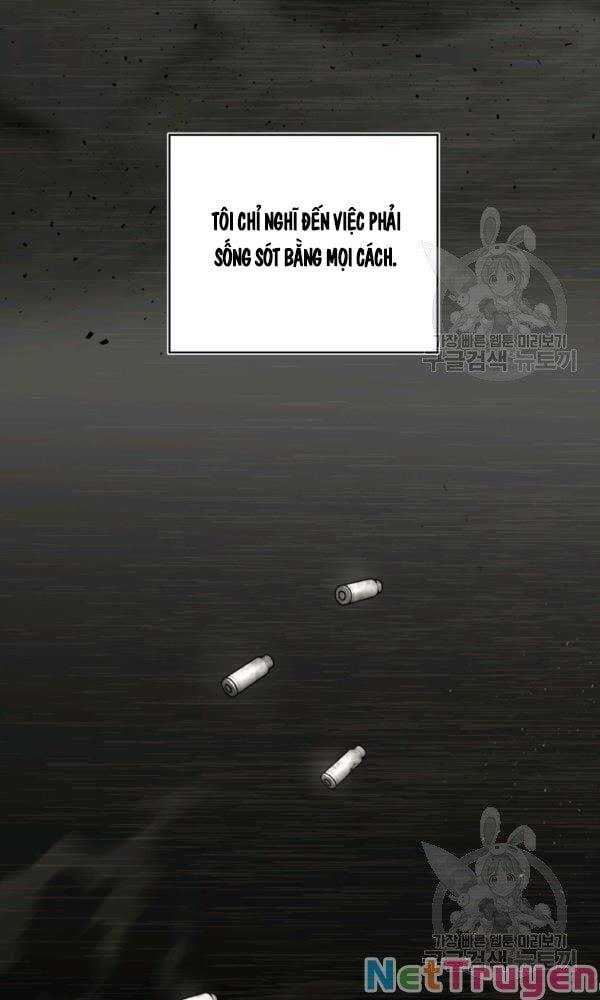 TÔI CHỈ NGHĨ ĐẾN VIỆC PHẢI
SỐNG SÓT BẰNG MỌI CÁCH.
가장 빠른 웹툰 미리보기
구글검색 뉴토끼
가장 빠른 웹툰 미리보기
구글검색 뉴토끼
NetTruyen